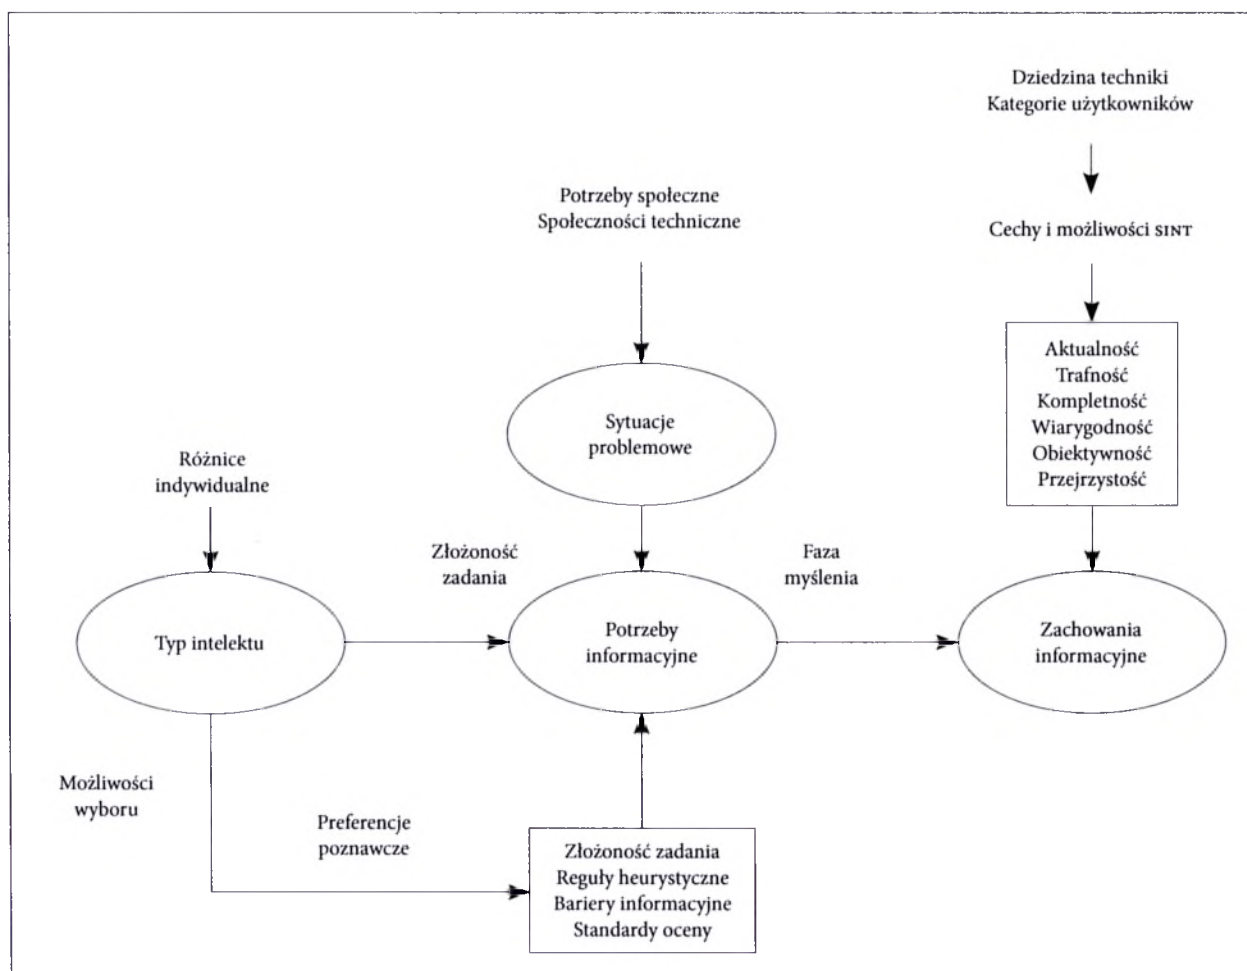 Dziedzina techniki
Kategorie użytkowników
Potrzeby społeczne
Społeczności techniczne
Cechy i możliwości SINT
Aktualność
Trafność
Kompletność
Wiarygodność
Obiektywność
Przejrzystość
Sytuacje
problemowe
Różnice
indywidualne
Złożoność
zadania
Faza
myślenia
Typ intelektu
Potrzeby
informacyjne
Zachowania
informacyjne
Możliwości
wyboru
Preferencje
poznawcze
Złożoność zadania
Reguły heurystyczne
Bariery informacyjne
Standardy oceny